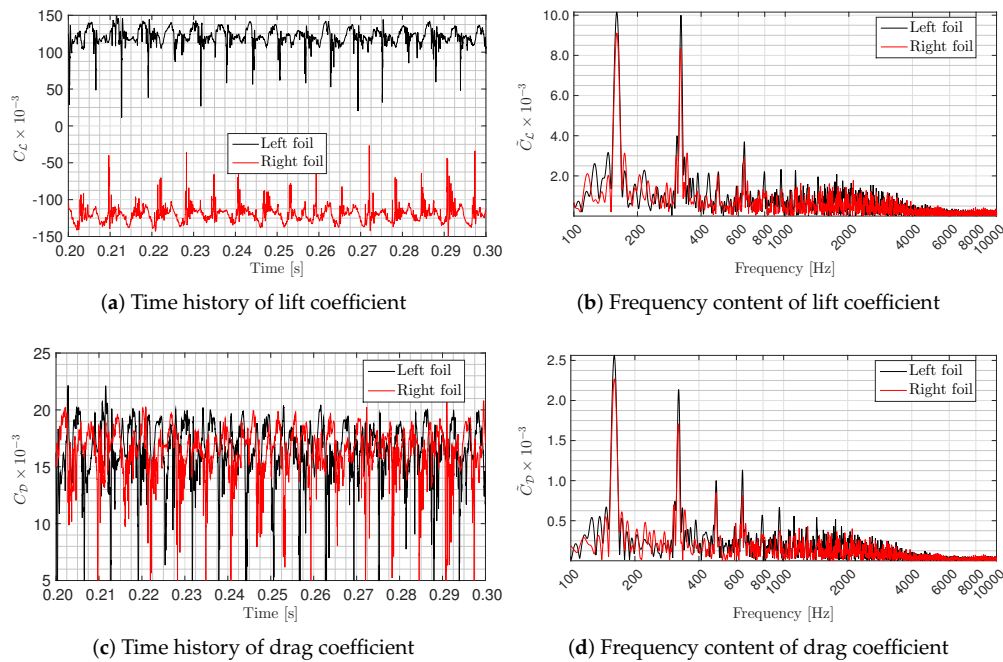 150
100
50
0
-50
-100
-150
C_L × 10^-3
Left foil
Right foil
0.20 0.21 0.22 0.23 0.24 0.25 0.26 0.27 0.28 0.29 0.30
Time [s]
(a) Time history of lift coefficient
10.0
8.0
6.0
4.0
2.0
C̃_L × 10^-3
Left foil
Right foil
100 200 400 600 800 1000 2000 4000 6000 8000 10000
Frequency [Hz]
(b) Frequency content of lift coefficient
25
20
15
10
5
C_D × 10^-3
Left foil
Right foil
0.20 0.21 0.22 0.23 0.24 0.25 0.26 0.27 0.28 0.29 0.30
Time [s]
(c) Time history of drag coefficient
2.5
2.0
1.5
1.0
0.5
C̃_D × 10^-3
Left foil
Right foil
100 200 400 600 800 1000 2000 4000 6000 8000 10000
Frequency [Hz]
(d) Frequency content of drag coefficient